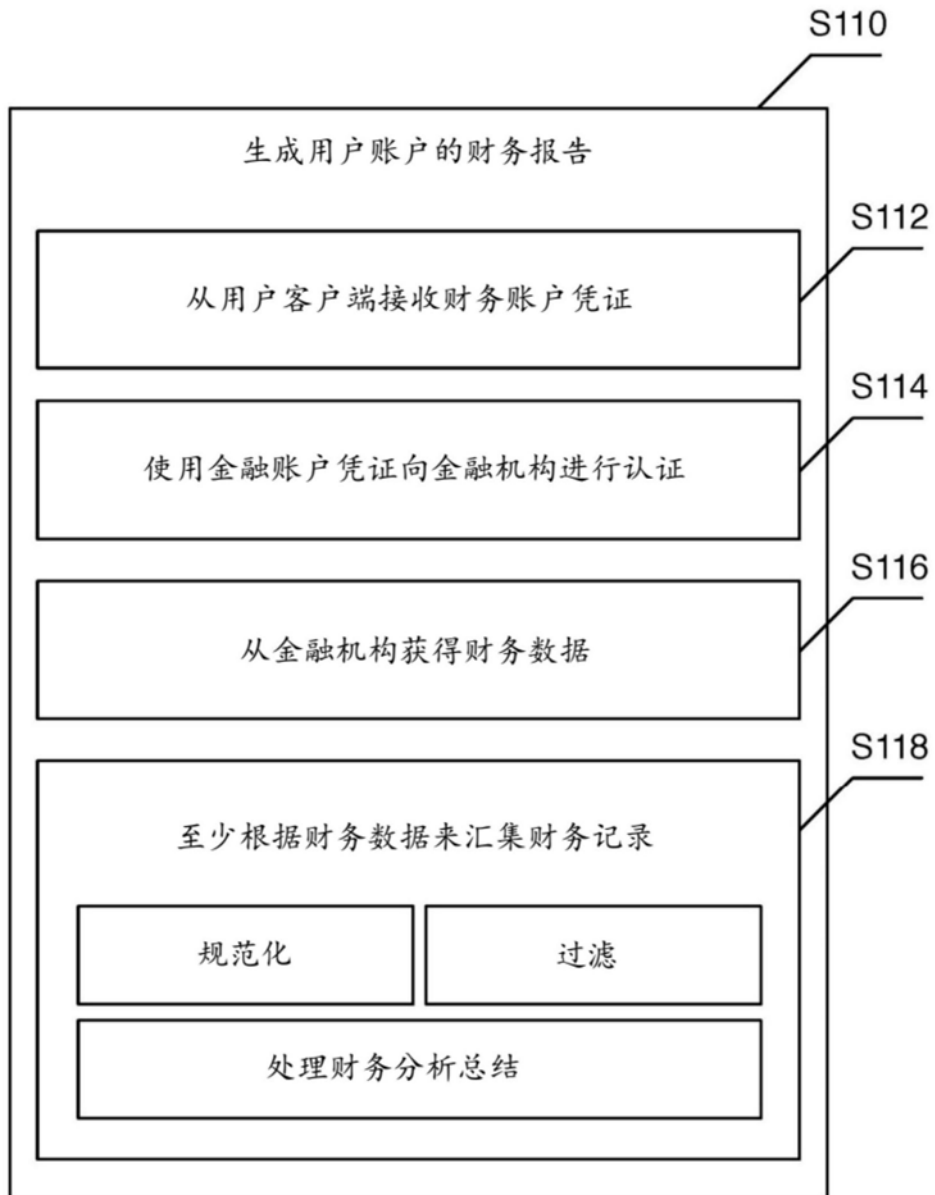 S110
生成用户账户的财务报告
S112
从用户客户端接收财务账户凭证
S114
使用金融账户凭证向金融机构进行认证
S116
从金融机构获得财务数据
S118
至少根据财务数据来汇集财务记录
规范化
过滤
处理财务分析总结